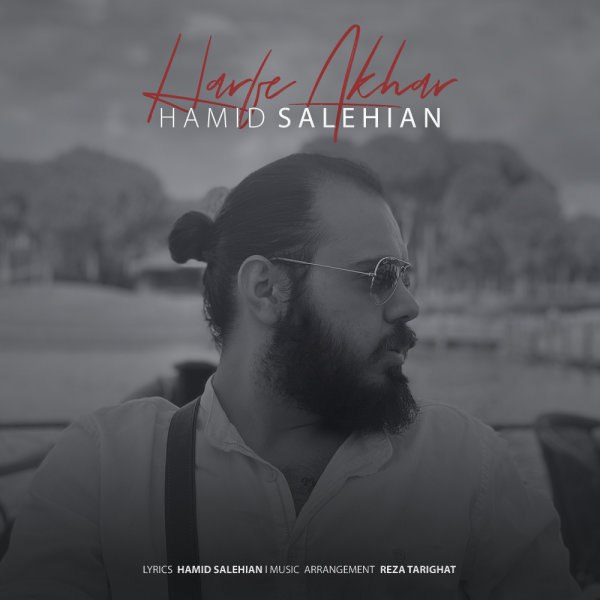 Harfe Akhar
HAMID SALEHIAN
LYRICS HAMID SALEHIAN I MUSIC ARRANGEMENT REZA TARIGHAT